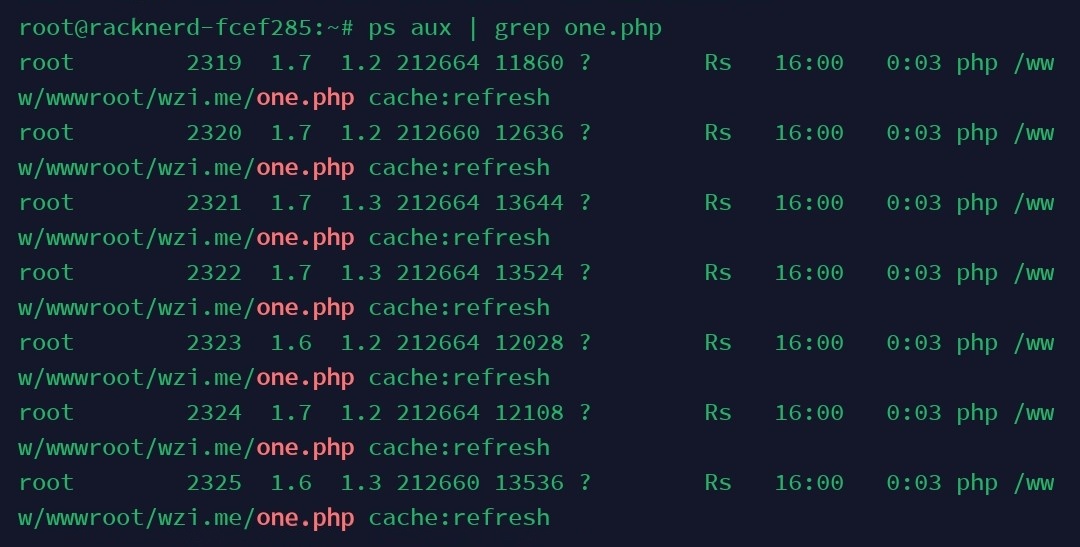 root@racknerd-fcef285:~# ps aux | grep one.php
root        2319  1.7  1.2 212664 11860 ?        Rs   16:00   0:03 php /ww
w/wwwroot/wzi.me/one.php cache:refresh
root        2320  1.7  1.2 212660 12636 ?        Rs   16:00   0:03 php /ww
w/wwwroot/wzi.me/one.php cache:refresh
root        2321  1.7  1.3 212664 13644 ?        Rs   16:00   0:03 php /ww
w/wwwroot/wzi.me/one.php cache:refresh
root        2322  1.7  1.3 212664 13524 ?        Rs   16:00   0:03 php /ww
w/wwwroot/wzi.me/one.php cache:refresh
root        2323  1.6  1.2 212664 12028 ?        Rs   16:00   0:03 php /ww
w/wwwroot/wzi.me/one.php cache:refresh
root        2324  1.7  1.2 212664 12108 ?        Rs   16:00   0:03 php /ww
w/wwwroot/wzi.me/one.php cache:refresh
root        2325  1.6  1.3 212660 13536 ?        Rs   16:00   0:03 php /ww
w/wwwroot/wzi.me/one.php cache:refresh